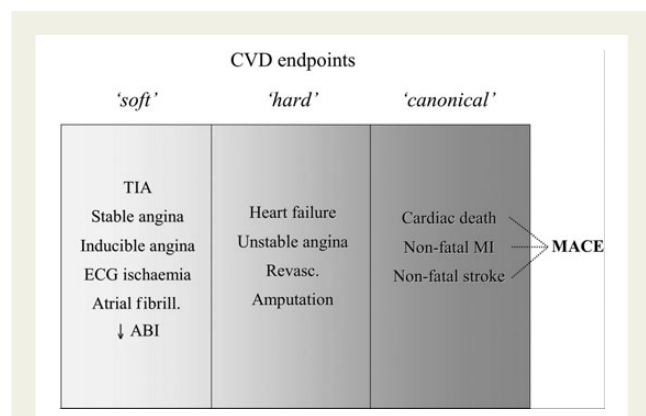 CVD endpoints
‘soft’ ‘hard’ ‘canonical’
TIA
Stable angina
Inducible angina
ECG ischaemia
Atrial fibrill.
↓ ABI
Heart failure
Unstable angina
Revasc.
Amputation
Cardiac death
Non-fatal MI
Non-fatal stroke
MACE